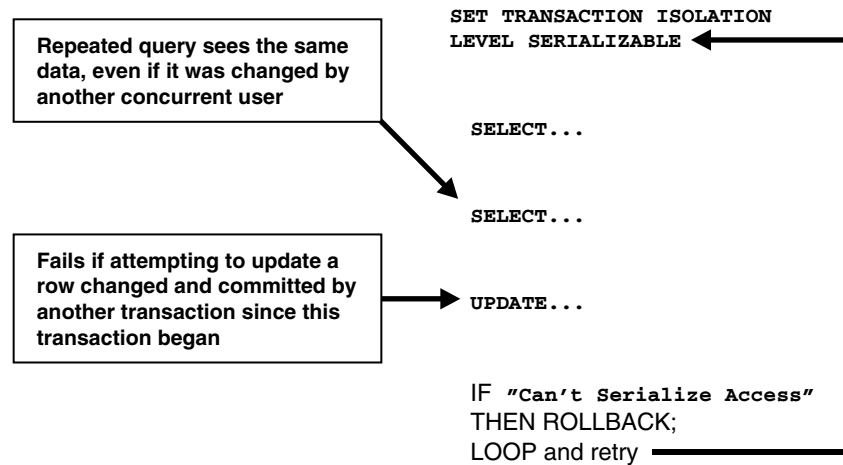 SET TRANSACTION ISOLATION
LEVEL SERIALIZABLE
Repeated query sees the same
data, even if it was changed by
another concurrent user
SELECT...
SELECT...
Fails if attempting to update a
row changed and committed by
another transaction since this
transaction began
UPDATE...
IF "Can't Serialize Access"
THEN ROLLBACK;
LOOP and retry